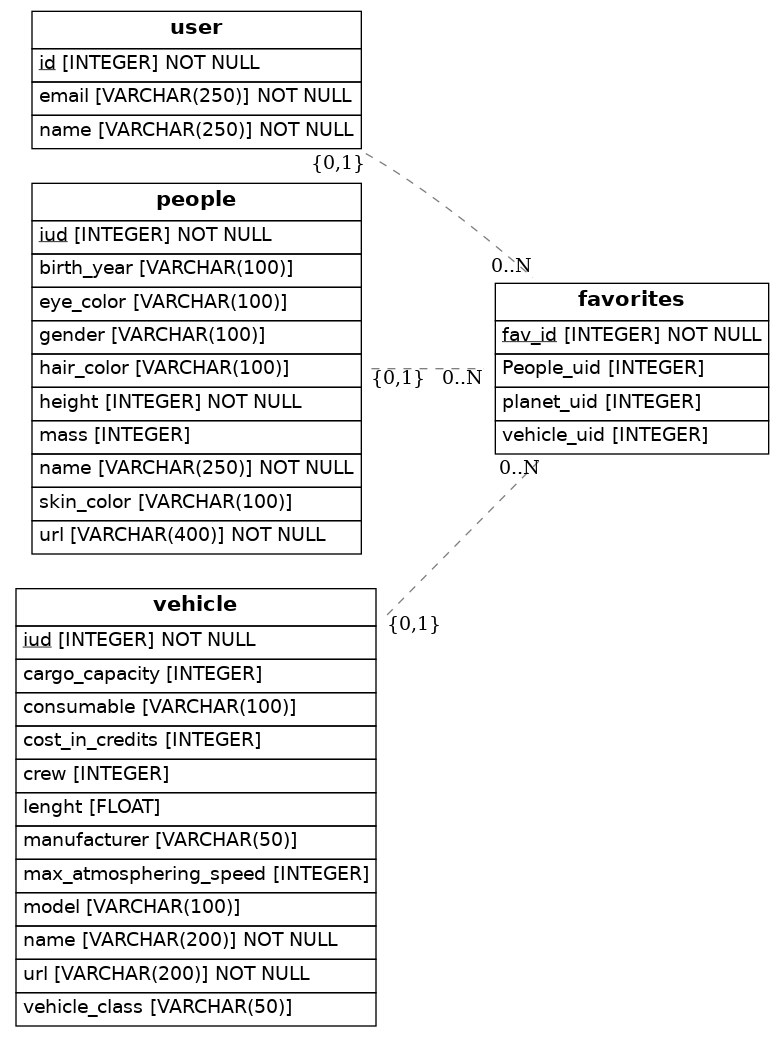 user
id [INTEGER] NOT NULL
email [VARCHAR(250)] NOT NULL
name [VARCHAR(250)] NOT NULL
{0,1}
people
iud [INTEGER] NOT NULL
birth_year [VARCHAR(100)]
eye_color [VARCHAR(100)]
gender [VARCHAR(100)]
hair_color [VARCHAR(100)]
height [INTEGER] NOT NULL
mass [INTEGER]
name [VARCHAR(250)] NOT NULL
skin_color [VARCHAR(100)]
url [VARCHAR(400)] NOT NULL
{0,1} 0..N
0..N
favorites
fav_id [INTEGER] NOT NULL
People_uid [INTEGER]
planet_uid [INTEGER]
vehicle_uid [INTEGER]
0..N
{0,1}
vehicle
iud [INTEGER] NOT NULL
cargo_capacity [INTEGER]
consumable [VARCHAR(100)]
cost_in_credits [INTEGER]
crew [INTEGER]
lenght [FLOAT]
manufacturer [VARCHAR(50)]
max_atmosphering_speed [INTEGER]
model [VARCHAR(100)]
name [VARCHAR(200)] NOT NULL
url [VARCHAR(200)] NOT NULL
vehicle_class [VARCHAR(50)]